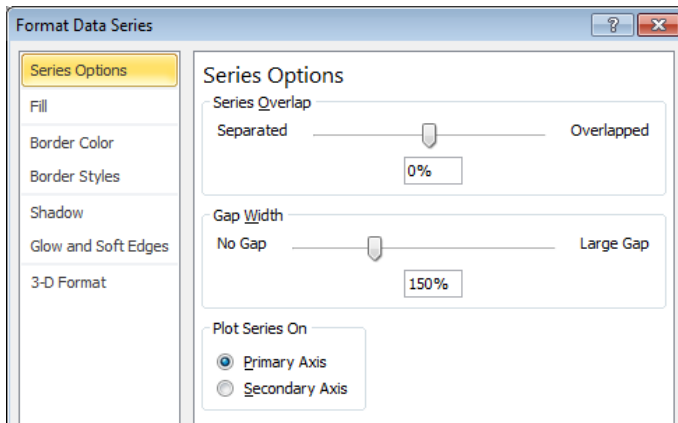 Format Data Series
?
Series Options
Fill
Border Color
Border Styles
Shadow
Glow and Soft Edges
3-D Format
Series Options
Series Overlap
Separated Overlapped
0%
Gap Width
No Gap Large Gap
150%
Plot Series On
Primary Axis
Secondary Axis